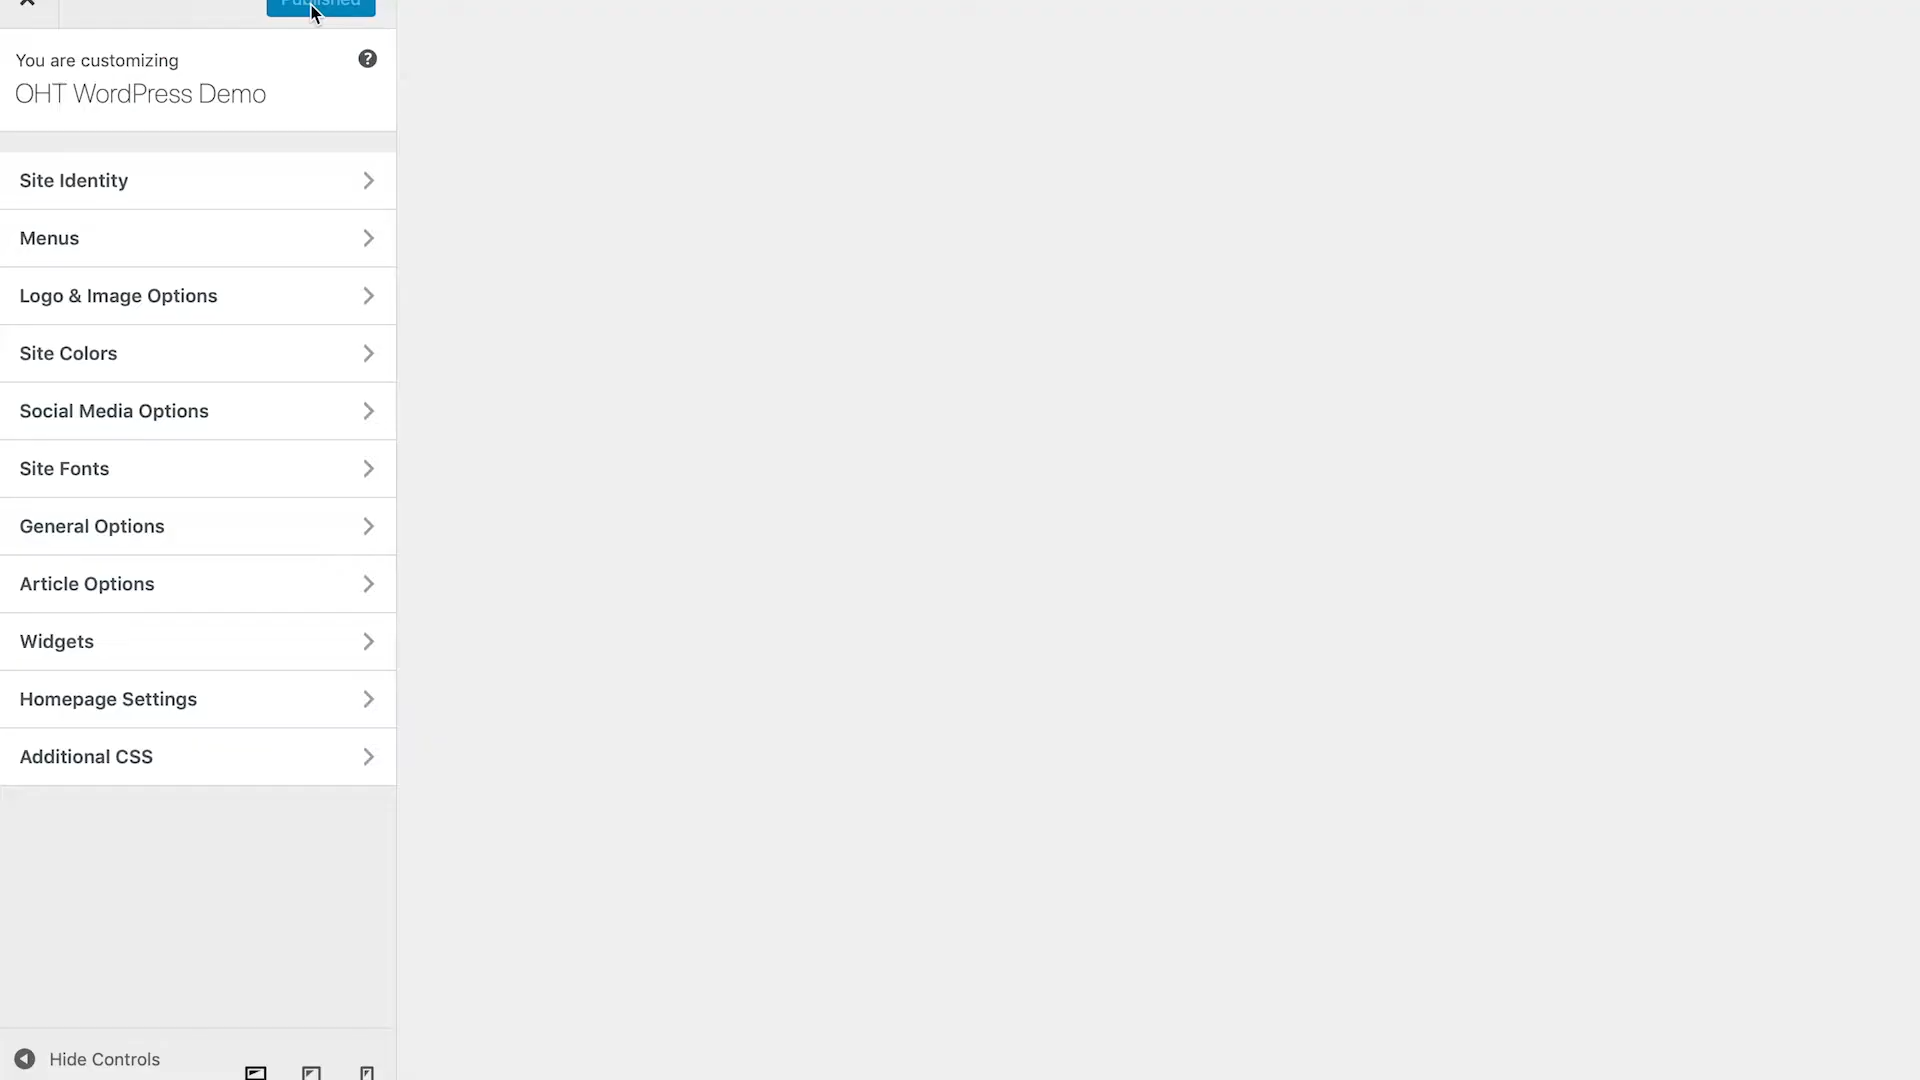 Published
You are customizing
OHT WordPress Demo
Site Identity
Menus
Logo & Image Options
Site Colors
Social Media Options
Site Fonts
General Options
Article Options
Widgets
Homepage Settings
Additional CSS
Hide Controls